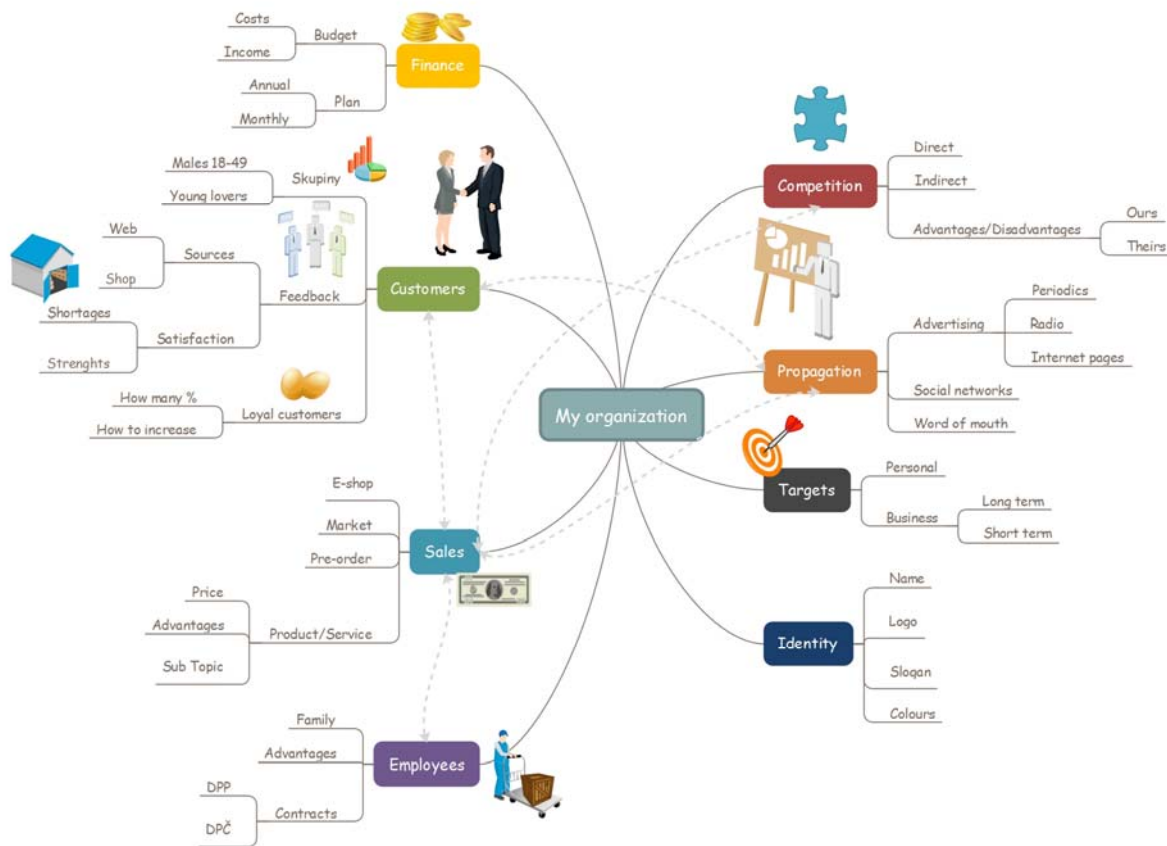 My organization
Finance
Budget
Costs
Income
Plan
Annual
Monthly
Customers
Skupiny
Males 18-49
Young lovers
Feedback
Sources
Web
Shop
Satisfaction
Shortages
Strenghts
Loyal customers
How many %
How to increase
Sales
E-shop
Market
Pre-order
Product/Service
Price
Advantages
Sub Topic
Employees
Family
Advantages
Contracts
DPP
DPČ
Competition
Direct
Indirect
Advantages/Disadvantages
Ours
Theirs
Propagation
Advertising
Periodics
Radio
Internet pages
Social networks
Word of mouth
Targets
Personal
Business
Long term
Short term
Identity
Name
Logo
Slogan
Colours